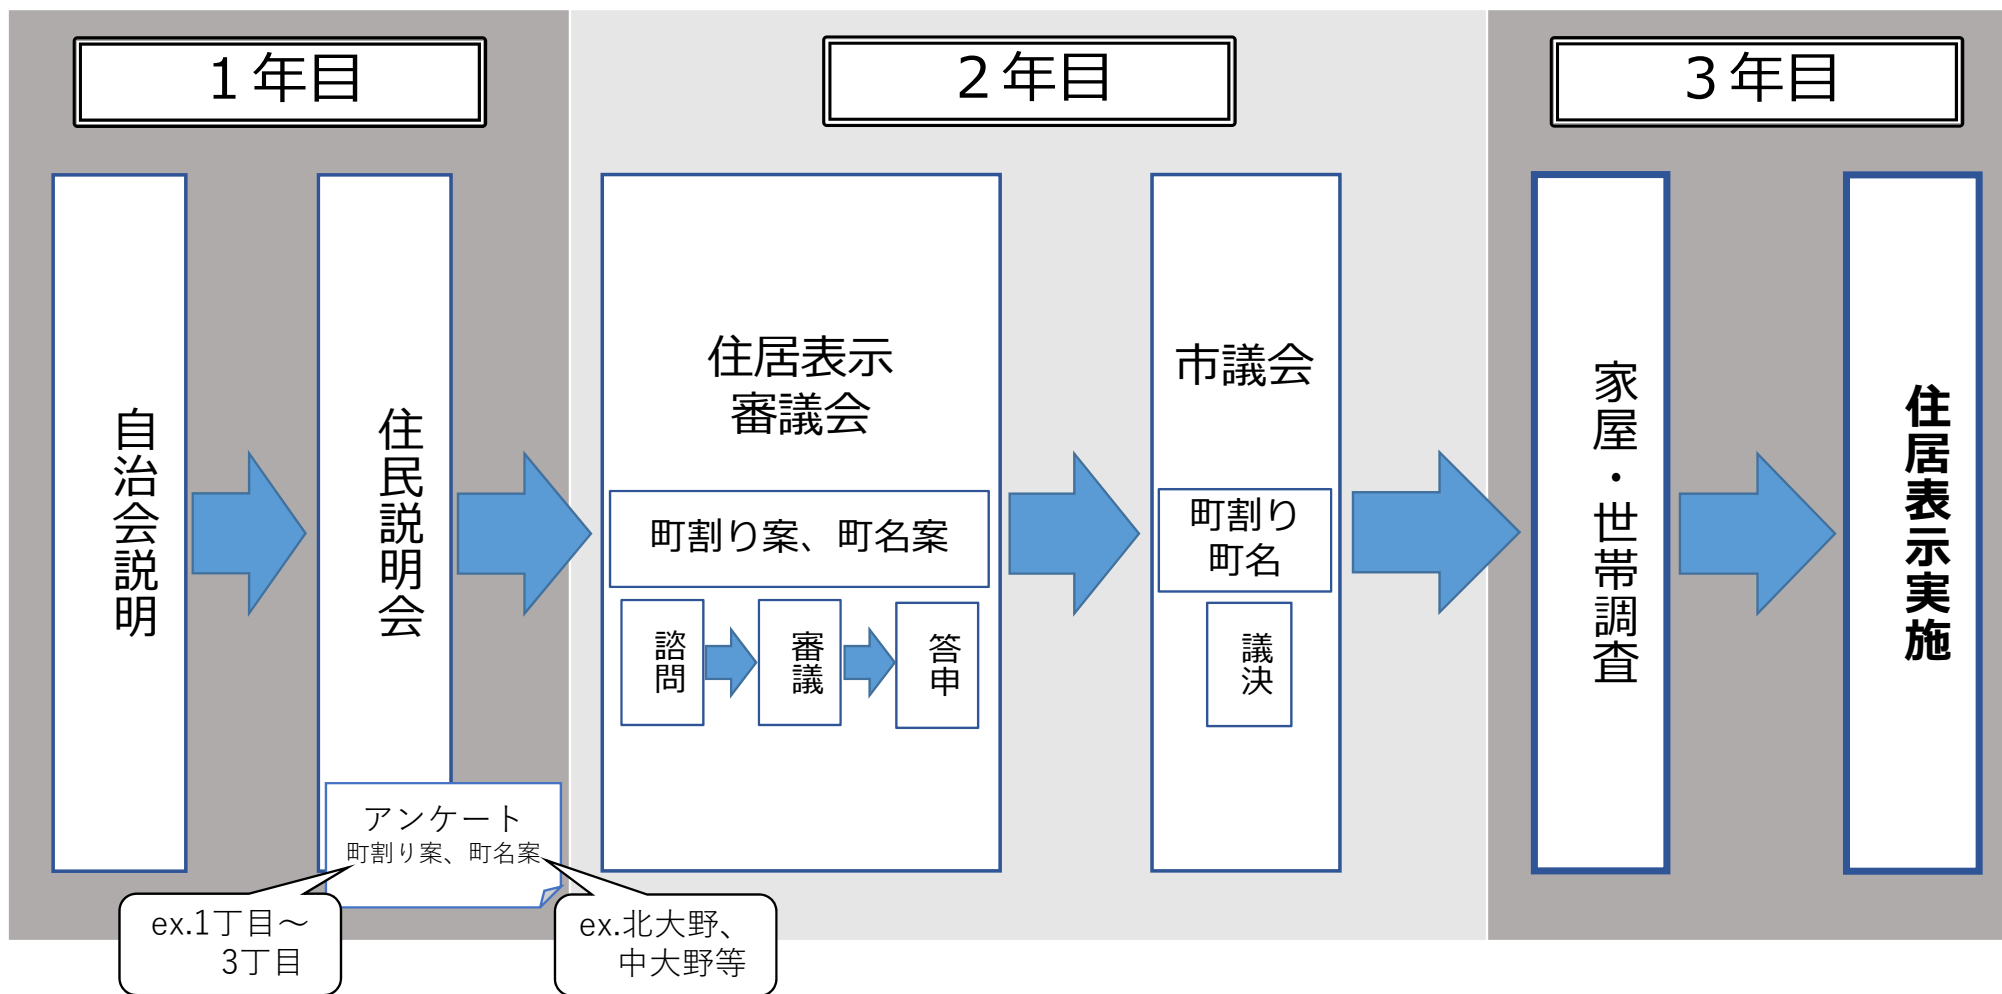 １年目
自治会説明
住民説明会
アンケート
町割り案、町名案
ex.1丁目～
3丁目
ex.北大野、
中大野等
２年目
住居表示
審議会
町割り案、町名案
諮問
審議
答申
市議会
町割り
町名
議決
３年目
家屋・世帯調査
住居表示実施